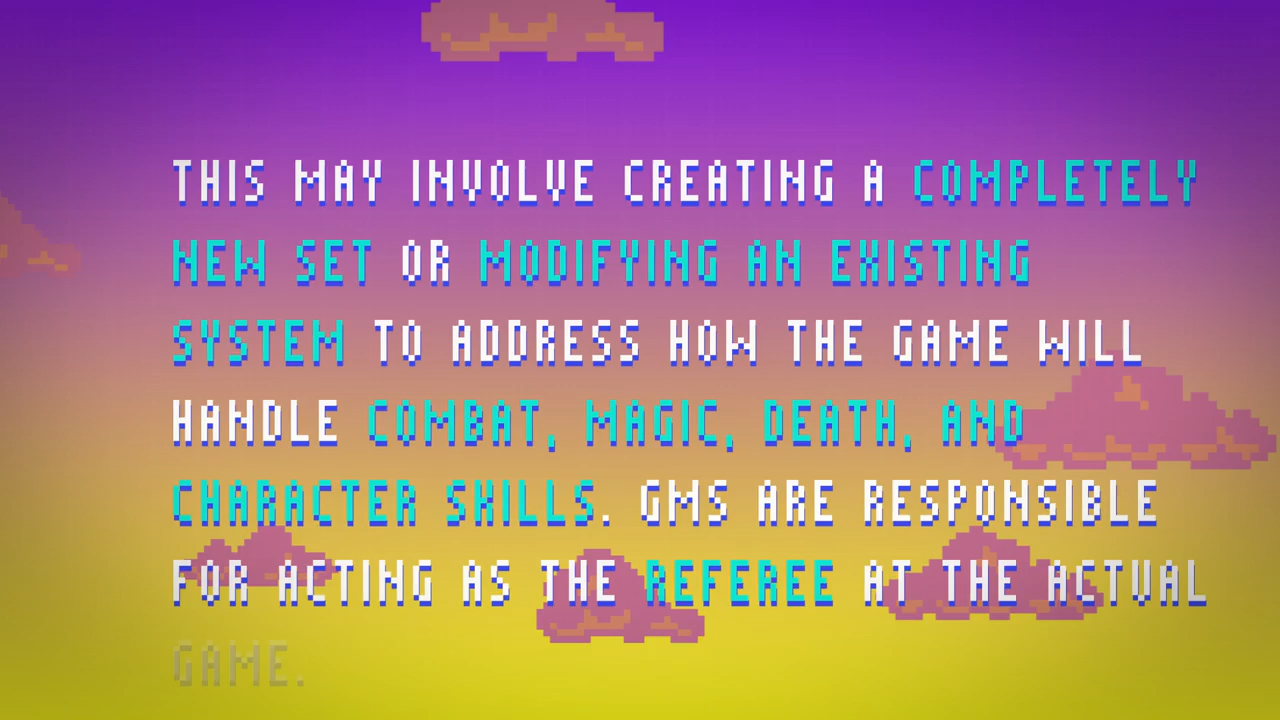 THIS MAY INVOLVE CREATING A COMPLETELY
NEW SET OR MODIFYING AN EXISTING
SYSTEM TO ADDRESS HOW THE GAME WILL
HANDLE COMBAT, MAGIC, DEATH, AND
CHARACTER SKILLS. GMS ARE RESPONSIBLE
FOR ACTING AS THE REFEREE AT THE ACTUAL
GAME.